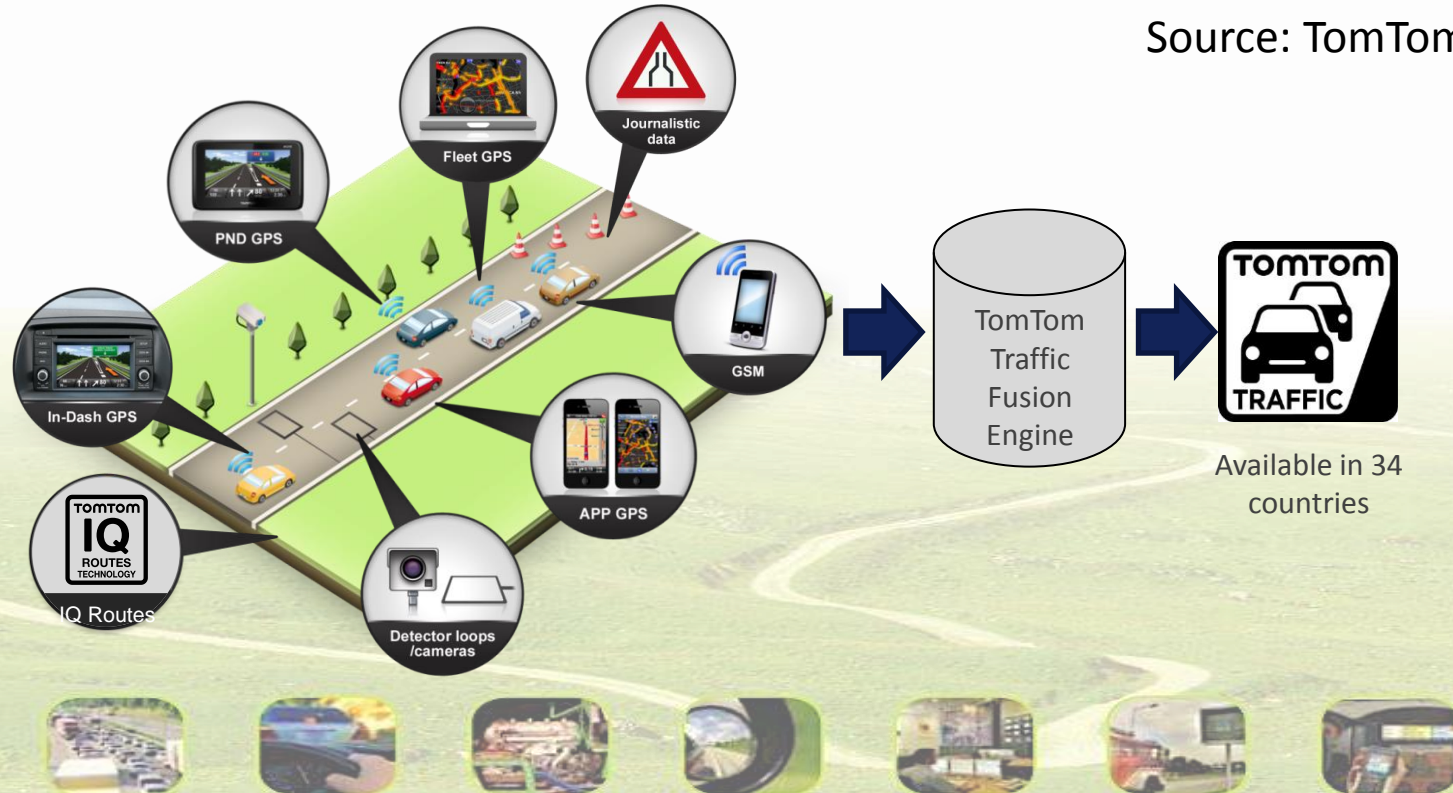 Source: TomTom
Journalistic
data
Fleet GPS
PND GPS
In-Dash GPS
GSM
APP GPS
Detector loops
/cameras
TOMTOM
IQ
ROUTES
TECHNOLOGY
IQ Routes
TomTom
Traffic
Fusion
Engine
TOMTOM
TRAFFIC
Available in 34
countries